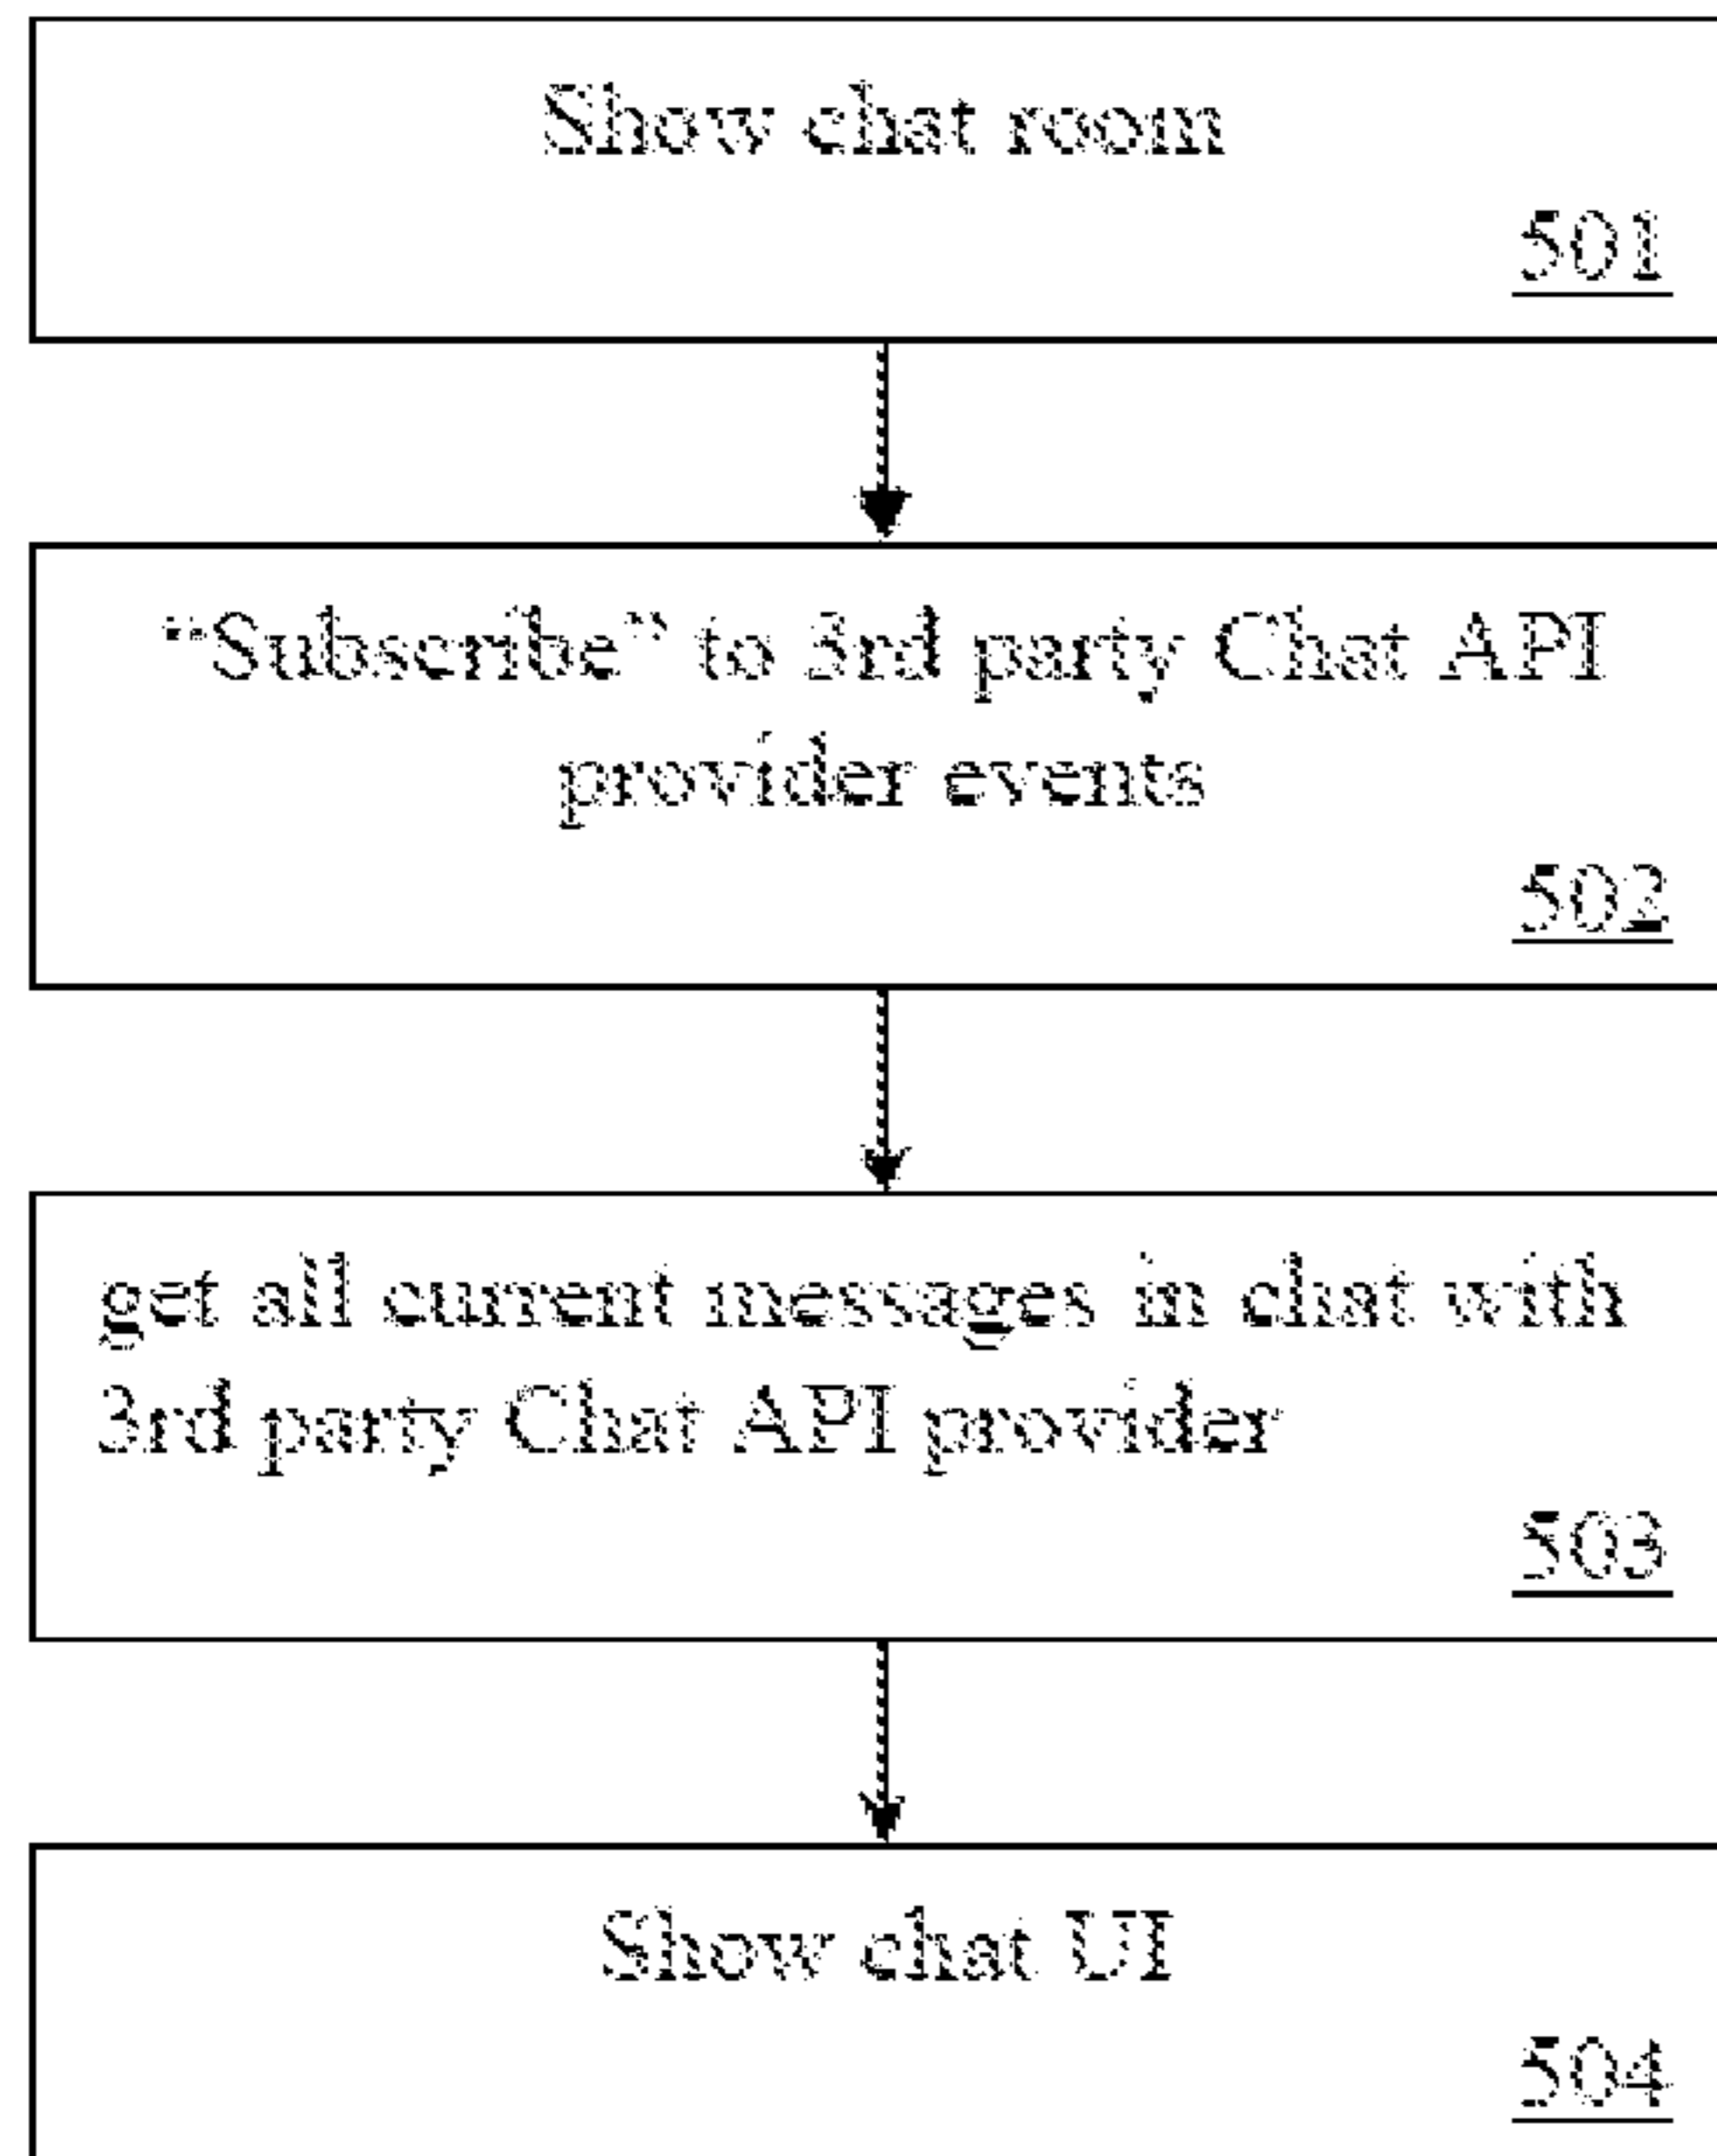 Show chat room
501
“Subscribe” to 3rd party Chat API
provider events
502
get all current messages in chat with
3rd party Chat API provider
503
Show chat UI
504